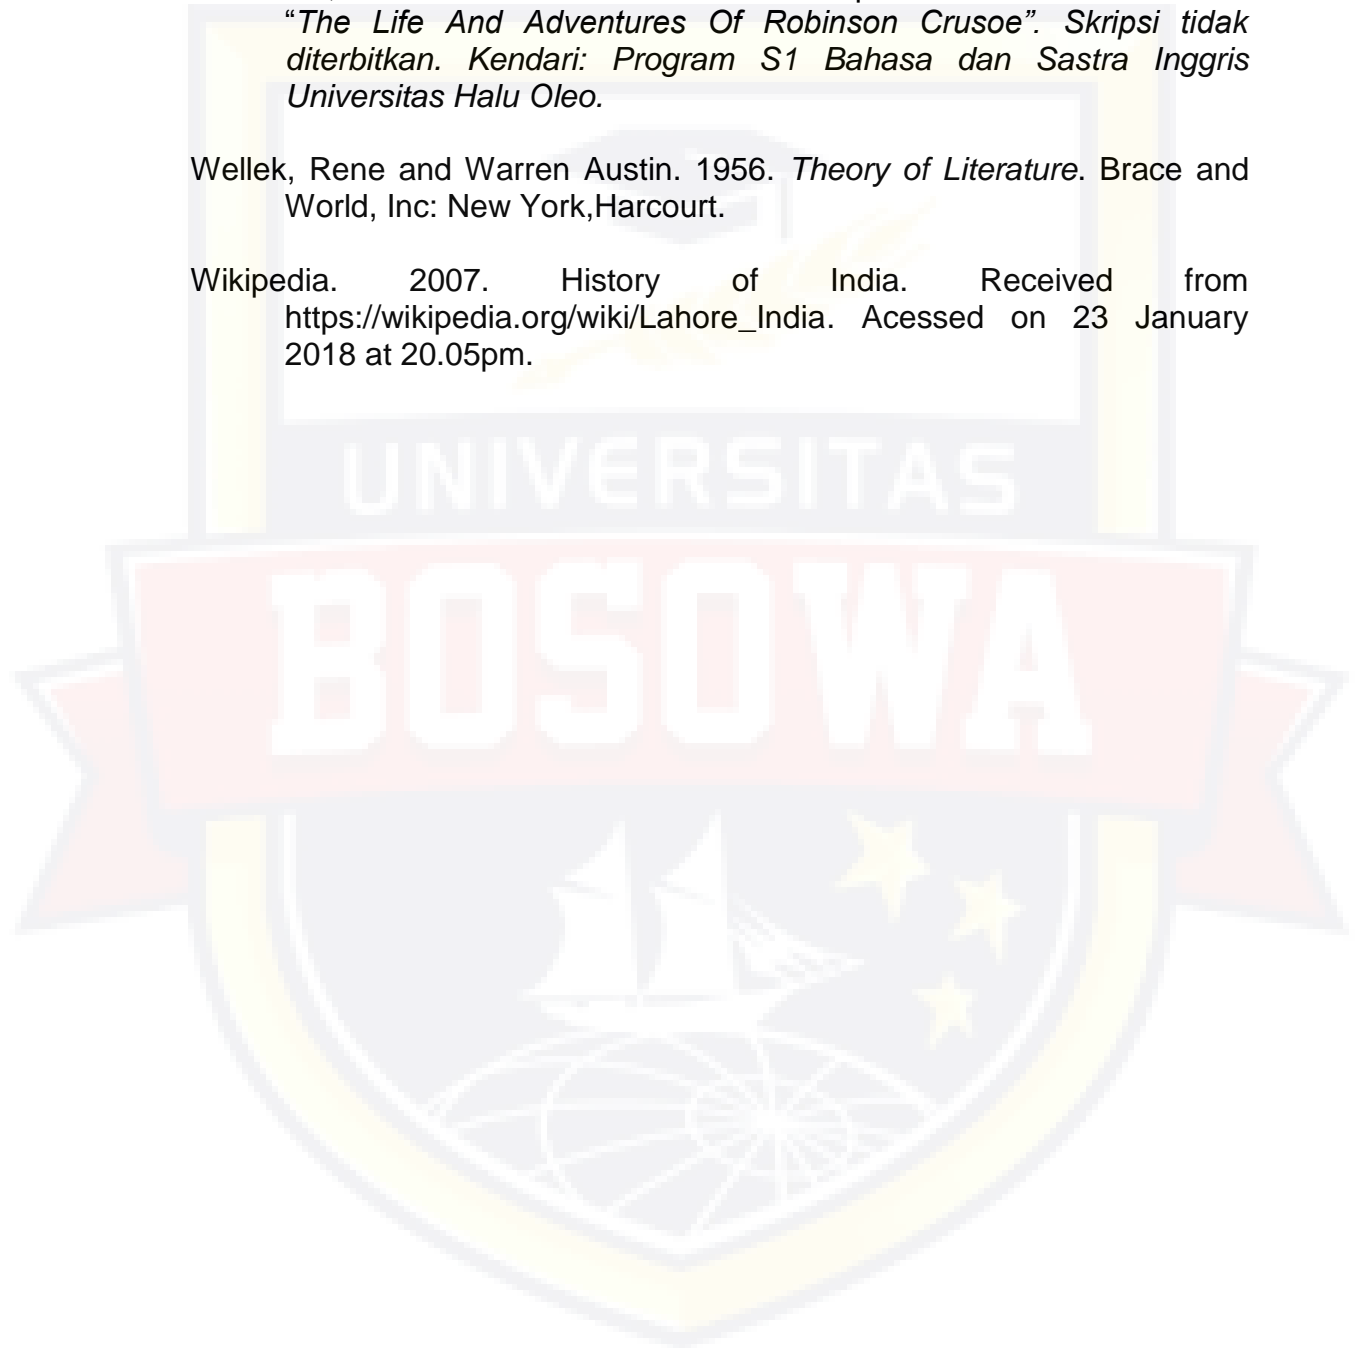 “The Life And Adventures Of Robinson Crusoe”. Skripsi tidak
diterbitkan. Kendari: Program S1 Bahasa dan Sastra Inggris
Universitas Halu Oleo.
Wellek, Rene and Warren Austin. 1956. Theory of Literature. Brace and
World, Inc: New York,Harcourt.
Wikipedia. 2007. History of India. Received from
https://wikipedia.org/wiki/Lahore_India. Acessed on 23 January
2018 at 20.05pm.
UNIVERSITAS
BOSOWA